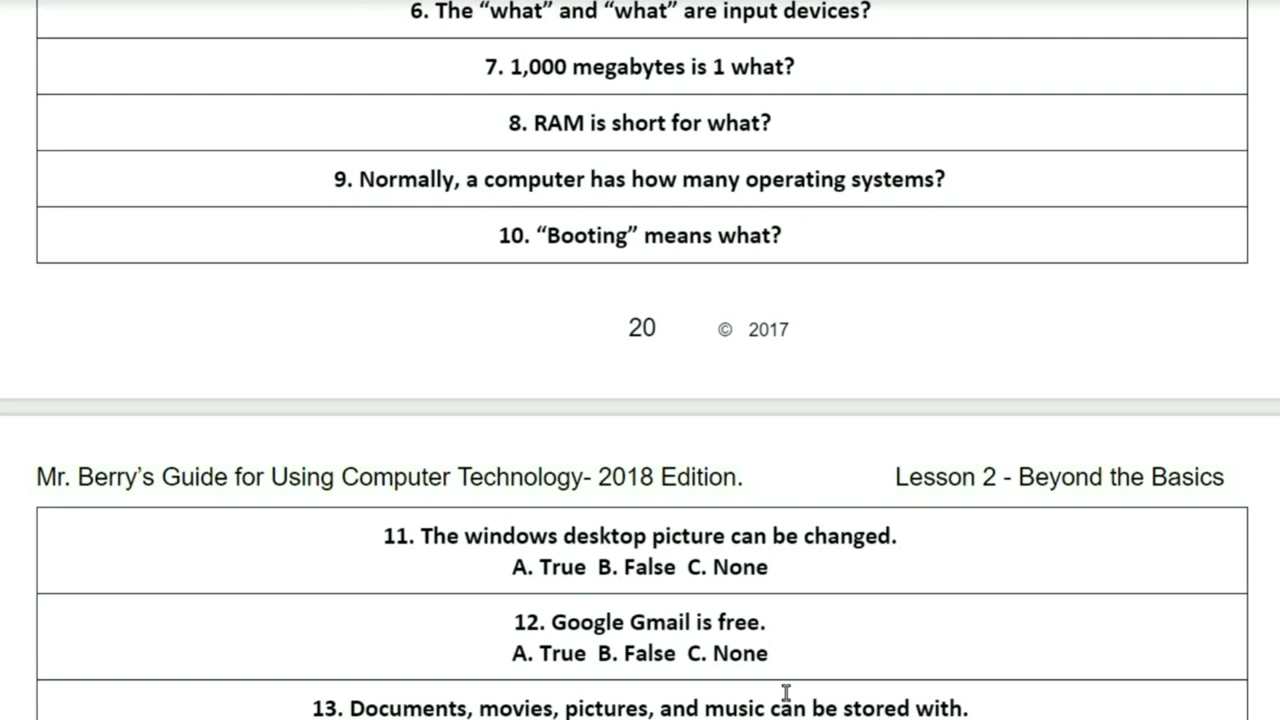 6. The “what” and “what” are input devices?
7. 1,000 megabytes is 1 what?
8. RAM is short for what?
9. Normally, a computer has how many operating systems?
10. “Booting” means what?
20 © 2017
Mr. Berry’s Guide for Using Computer Technology- 2018 Edition. Lesson 2 - Beyond the Basics
11. The windows desktop picture can be changed.
A. True B. False C. None
12. Google Gmail is free.
A. True B. False C. None
13. Documents, movies, pictures, and music can be stored with.